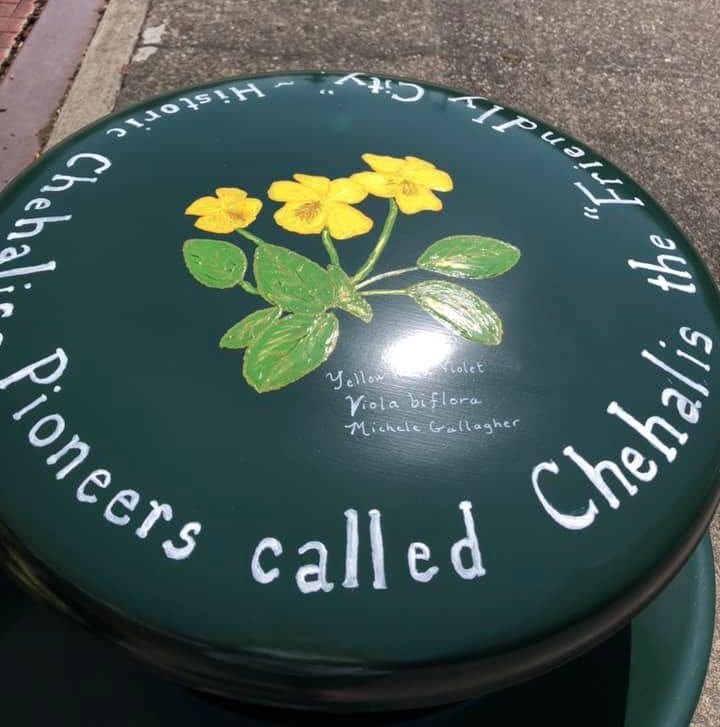 Chehalis Pioneers called Chehalis the "Friendly City" ~ Historic
Yellow Violet
Viola biflora
Michele Gallagher